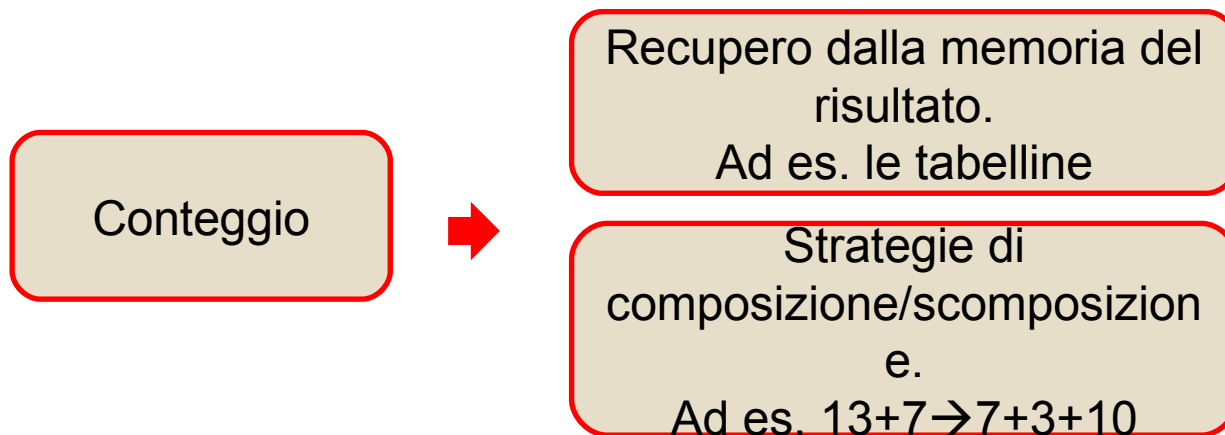 Conteggio
Recupero dalla memoria del
risultato.
Ad es. le tabelline
Strategie di
composizione/scomposizion
e.
Ad es. 13+7→7+3+10